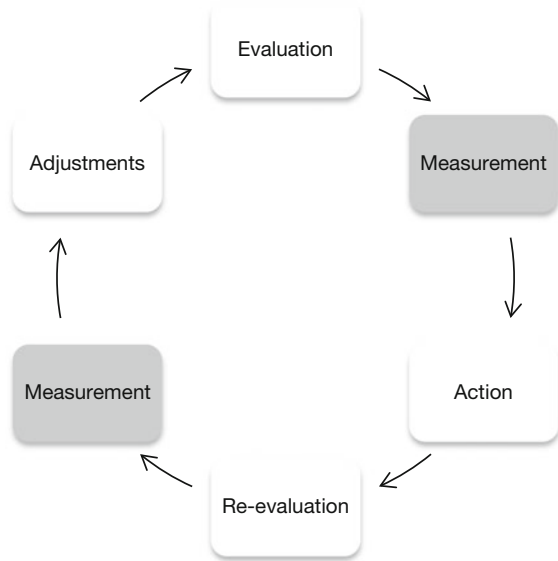 Evaluation
Measurement
Action
Re-evaluation
Measurement
Adjustments